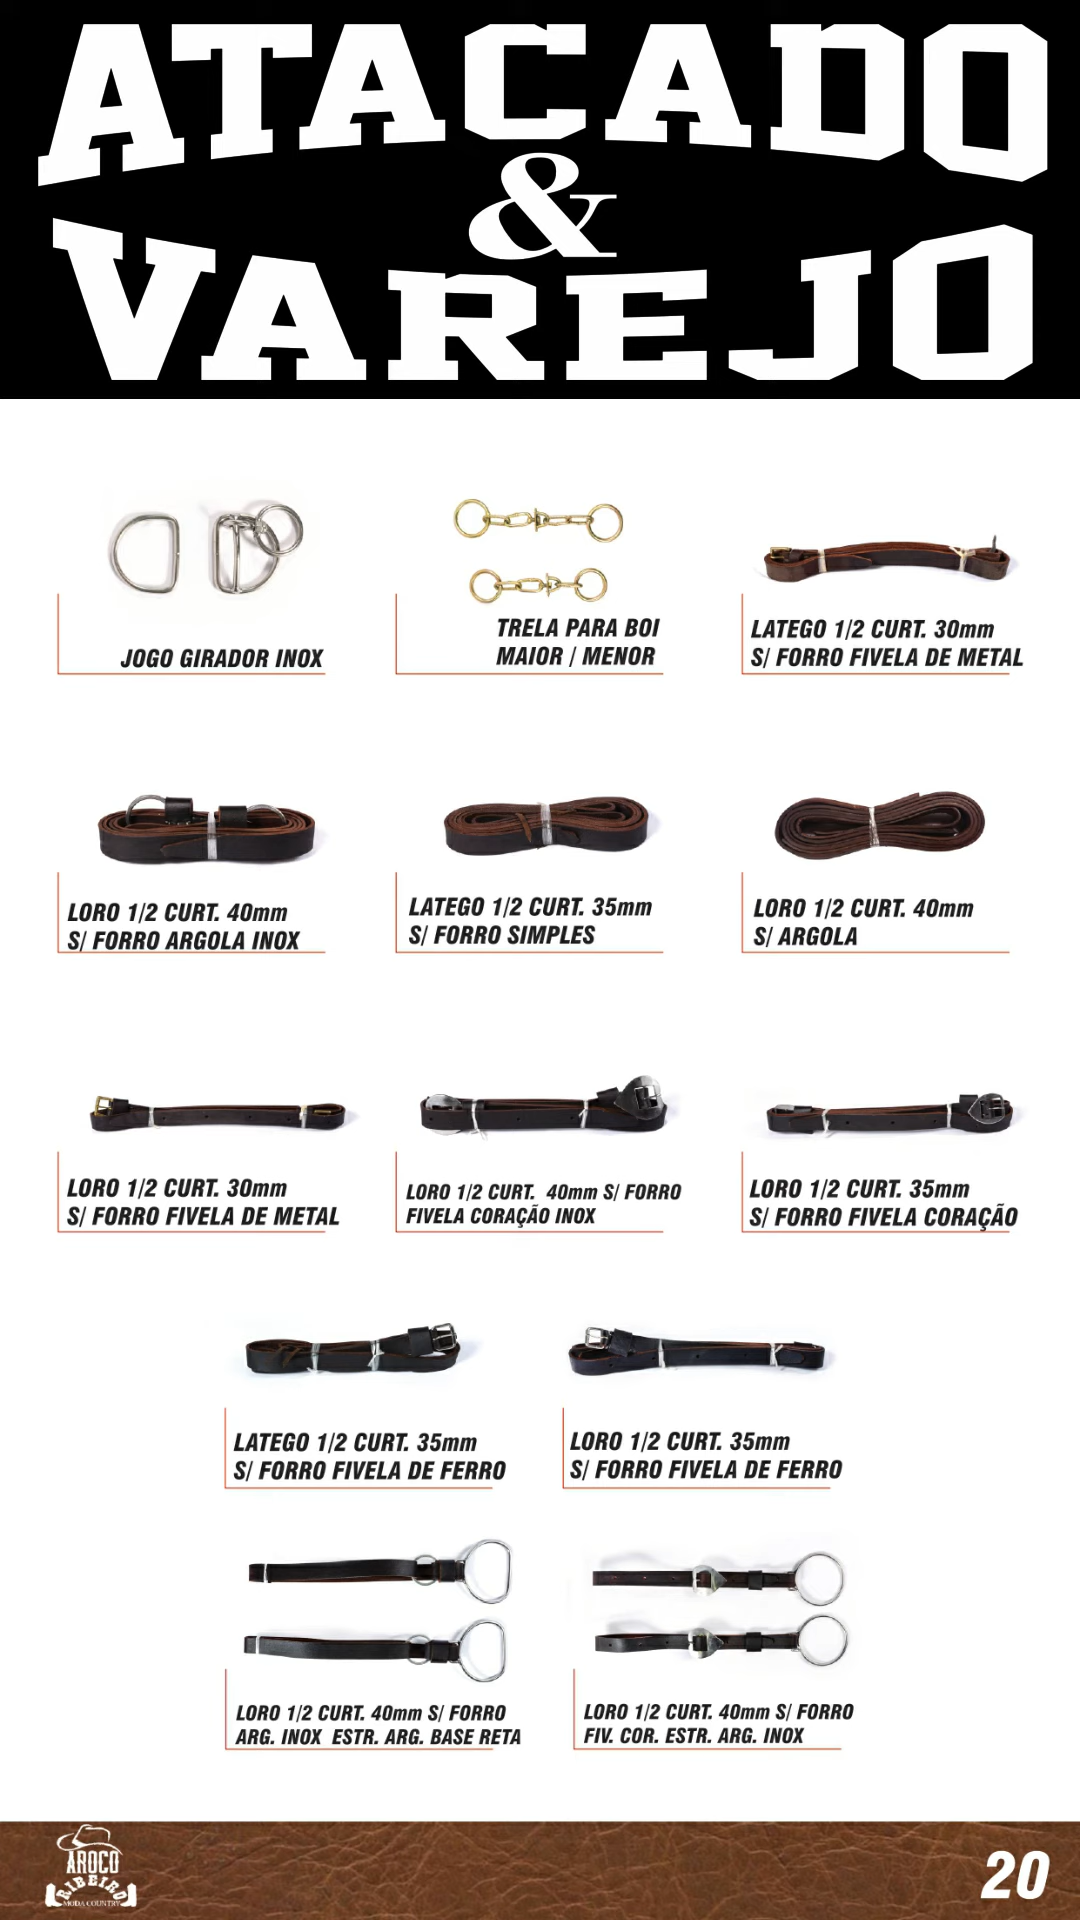 ATACADO
&
VAREJO
JOGO GIRADOR INOX
TRELA PARA BOI
MAIOR / MENOR
LATEGO 1/2 CURT. 30mm
S/ FORRO FIVELA DE METAL
LORO 1/2 CURT. 40mm
S/ FORRO ARGOLA INOX
LATEGO 1/2 CURT. 35mm
S/ FORRO SIMPLES
LORO 1/2 CURT. 40mm
S/ ARGOLA
LORO 1/2 CURT. 30mm
S/ FORRO FIVELA DE METAL
LORO 1/2 CURT. 40mm S/ FORRO
FIVELA CORAÇÃO INOX
LORO 1/2 CURT. 35mm
S/ FORRO FIVELA CORAÇÃO
LATEGO 1/2 CURT. 35mm
S/ FORRO FIVELA DE FERRO
LORO 1/2 CURT. 35mm
S/ FORRO FIVELA DE FERRO
LORO 1/2 CURT. 40mm S/ FORRO
ARG. INOX ESTR. ARG. BASE RETA
LORO 1/2 CURT. 40mm S/ FORRO
FIV. COR. ESTR. ARG. INOX
AROCO
RIBEIRO
MODA COUNTRY
20